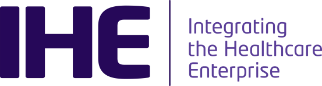 IHE
Integrating
the Healthcare
Enterprise